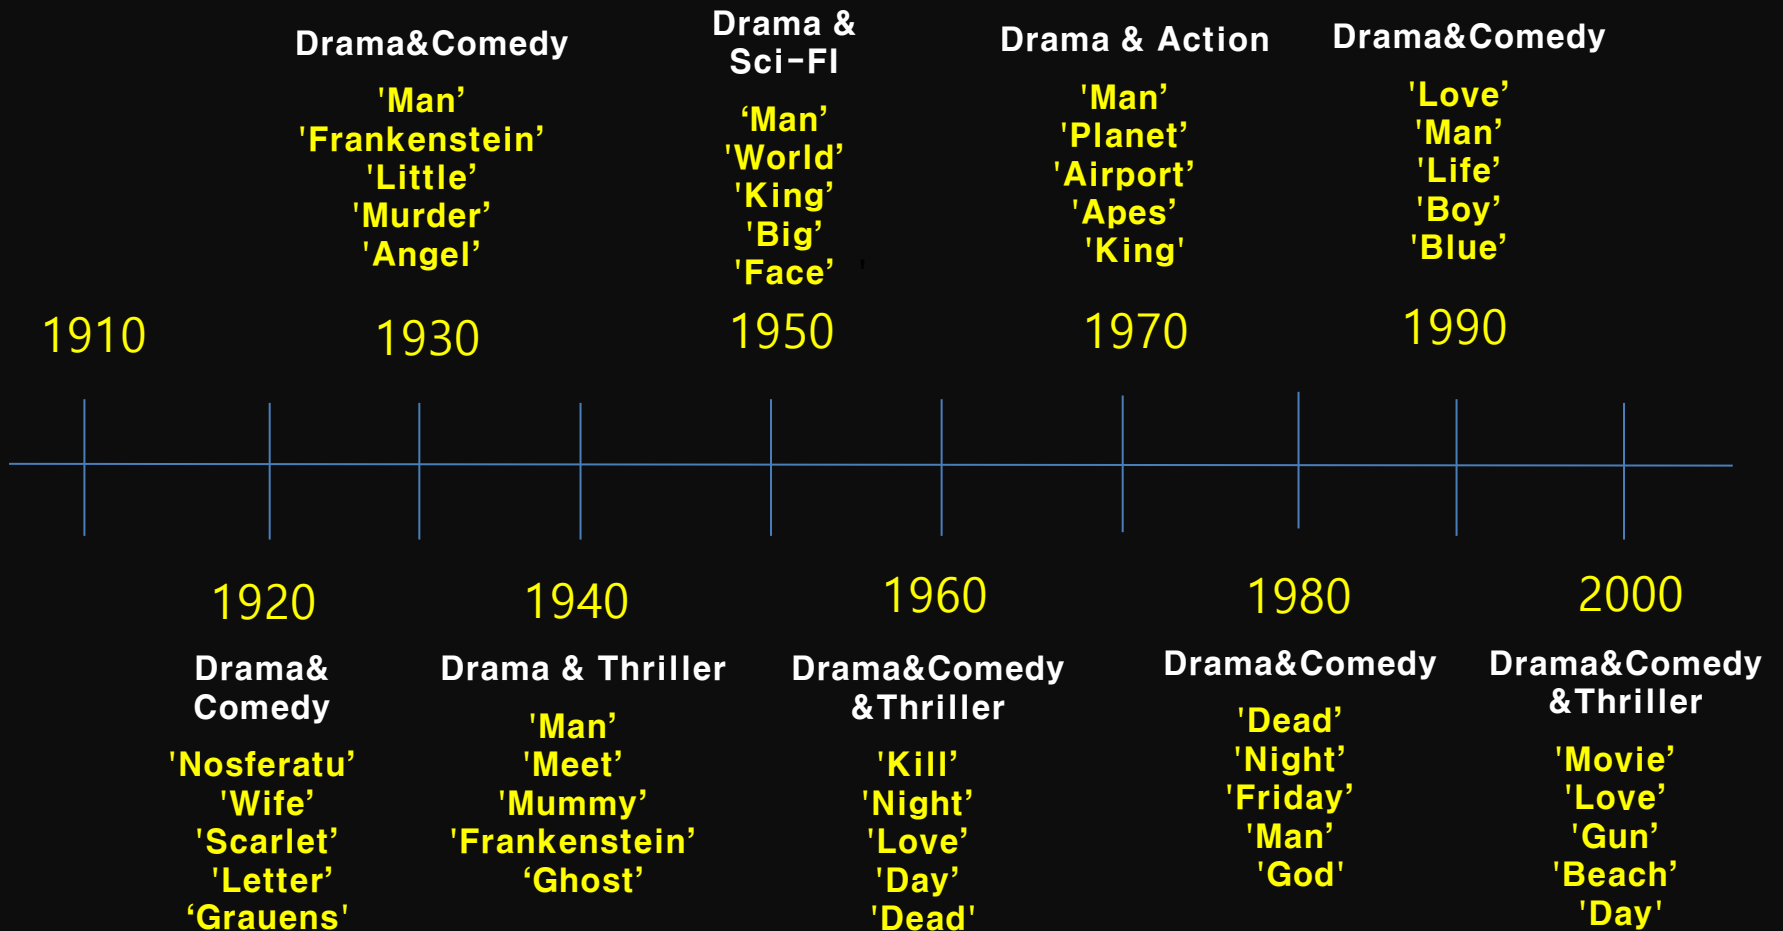 Drama&Comedy
'Man’
'Frankenstein’
'Little’
'Murder’
'Angel’
Drama &
Sci-FI
‘Man’
'World’
'King’
'Big’
'Face’ '
Drama & Action
'Man’
'Planet’
'Airport’
'Apes’
'King'
Drama&Comedy
'Love’
'Man’
'Life’
'Boy’
'Blue’
1910
1930
1950
1970
1990
1920
1940
1960
1980
2000
Drama&
Comedy
'Nosferatu’
'Wife’
'Scarlet’
'Letter’
‘Grauens'
Drama & Thriller
'Man’
'Meet’
'Mummy’
'Frankenstein’
‘Ghost’
Drama&Comedy
&Thriller
'Kill’
'Night’
'Love’
'Day’
'Dead'
Drama&Comedy
'Dead’
'Night’
'Friday’
'Man’
'God'
Drama&Comedy
&Thriller
'Movie’
'Love’
'Gun’
'Beach’
'Day'